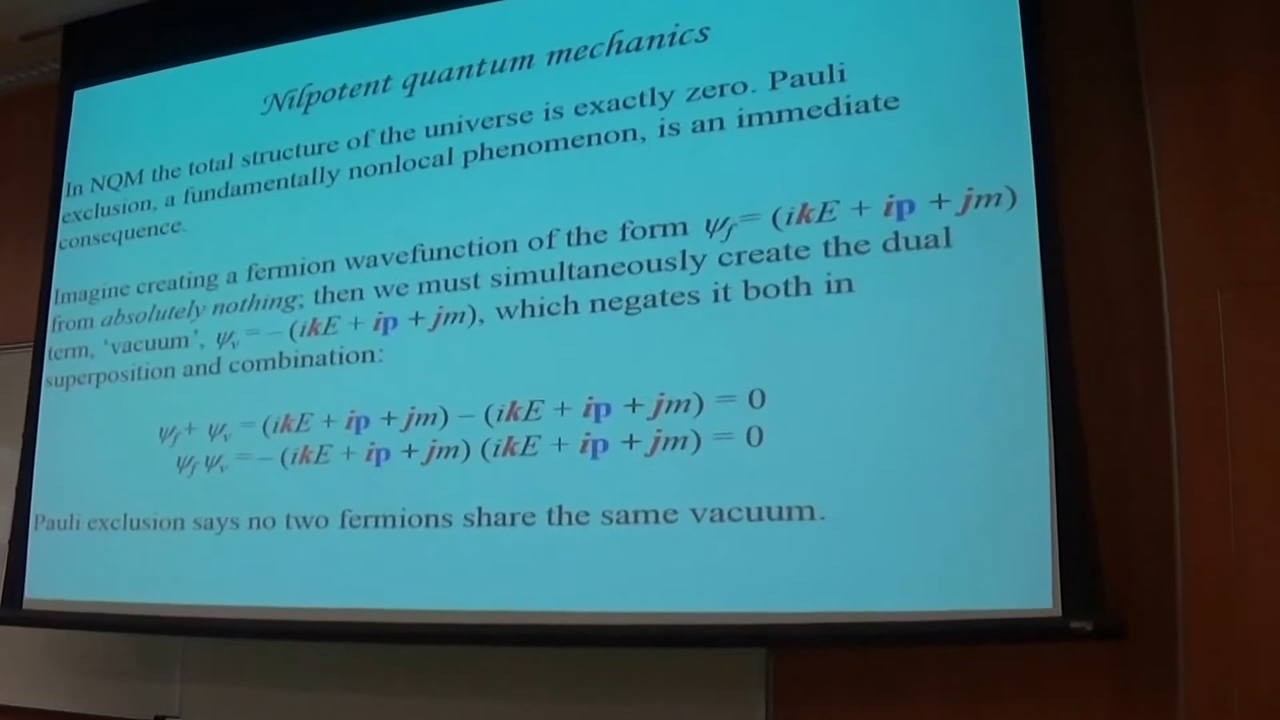 Nilpotent quantum mechanics
In NQM the total structure of the universe is exactly zero. Pauli
exclusion, a fundamentally nonlocal phenomenon, is an immediate
consequence.
Imagine creating a fermion wavefunction of the form ψf = (ikE + ip + jm)
from absolutely nothing; then we must simultaneously create the dual
term, ‘vacuum’, ψv = – (ikE + ip + jm), which negates it both in
superposition and combination:
ψf + ψv = (ikE + ip + jm) – (ikE + ip + jm) = 0
ψf ψv = – (ikE + ip + jm) (ikE + ip + jm) = 0
Pauli exclusion says no two fermions share the same vacuum.